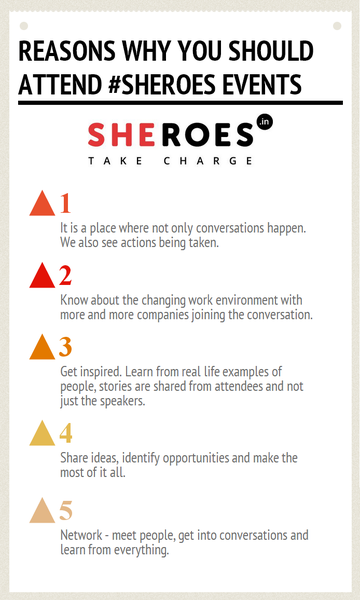 REASONS WHY YOU SHOULD
ATTEND #SHEROES EVENTS
SHEROES .in
TAKE CHARGE
1
It is a place where not only conversations happen.
We also see actions being taken.
2
Know about the changing work environment with
more and more companies joining the conversation.
3
Get inspired. Learn from real life examples of
people, stories are shared from attendees and not
just the speakers.
4
Share ideas, identify opportunities and make the
most of it all.
5
Network - meet people, get into conversations and
learn from everything.